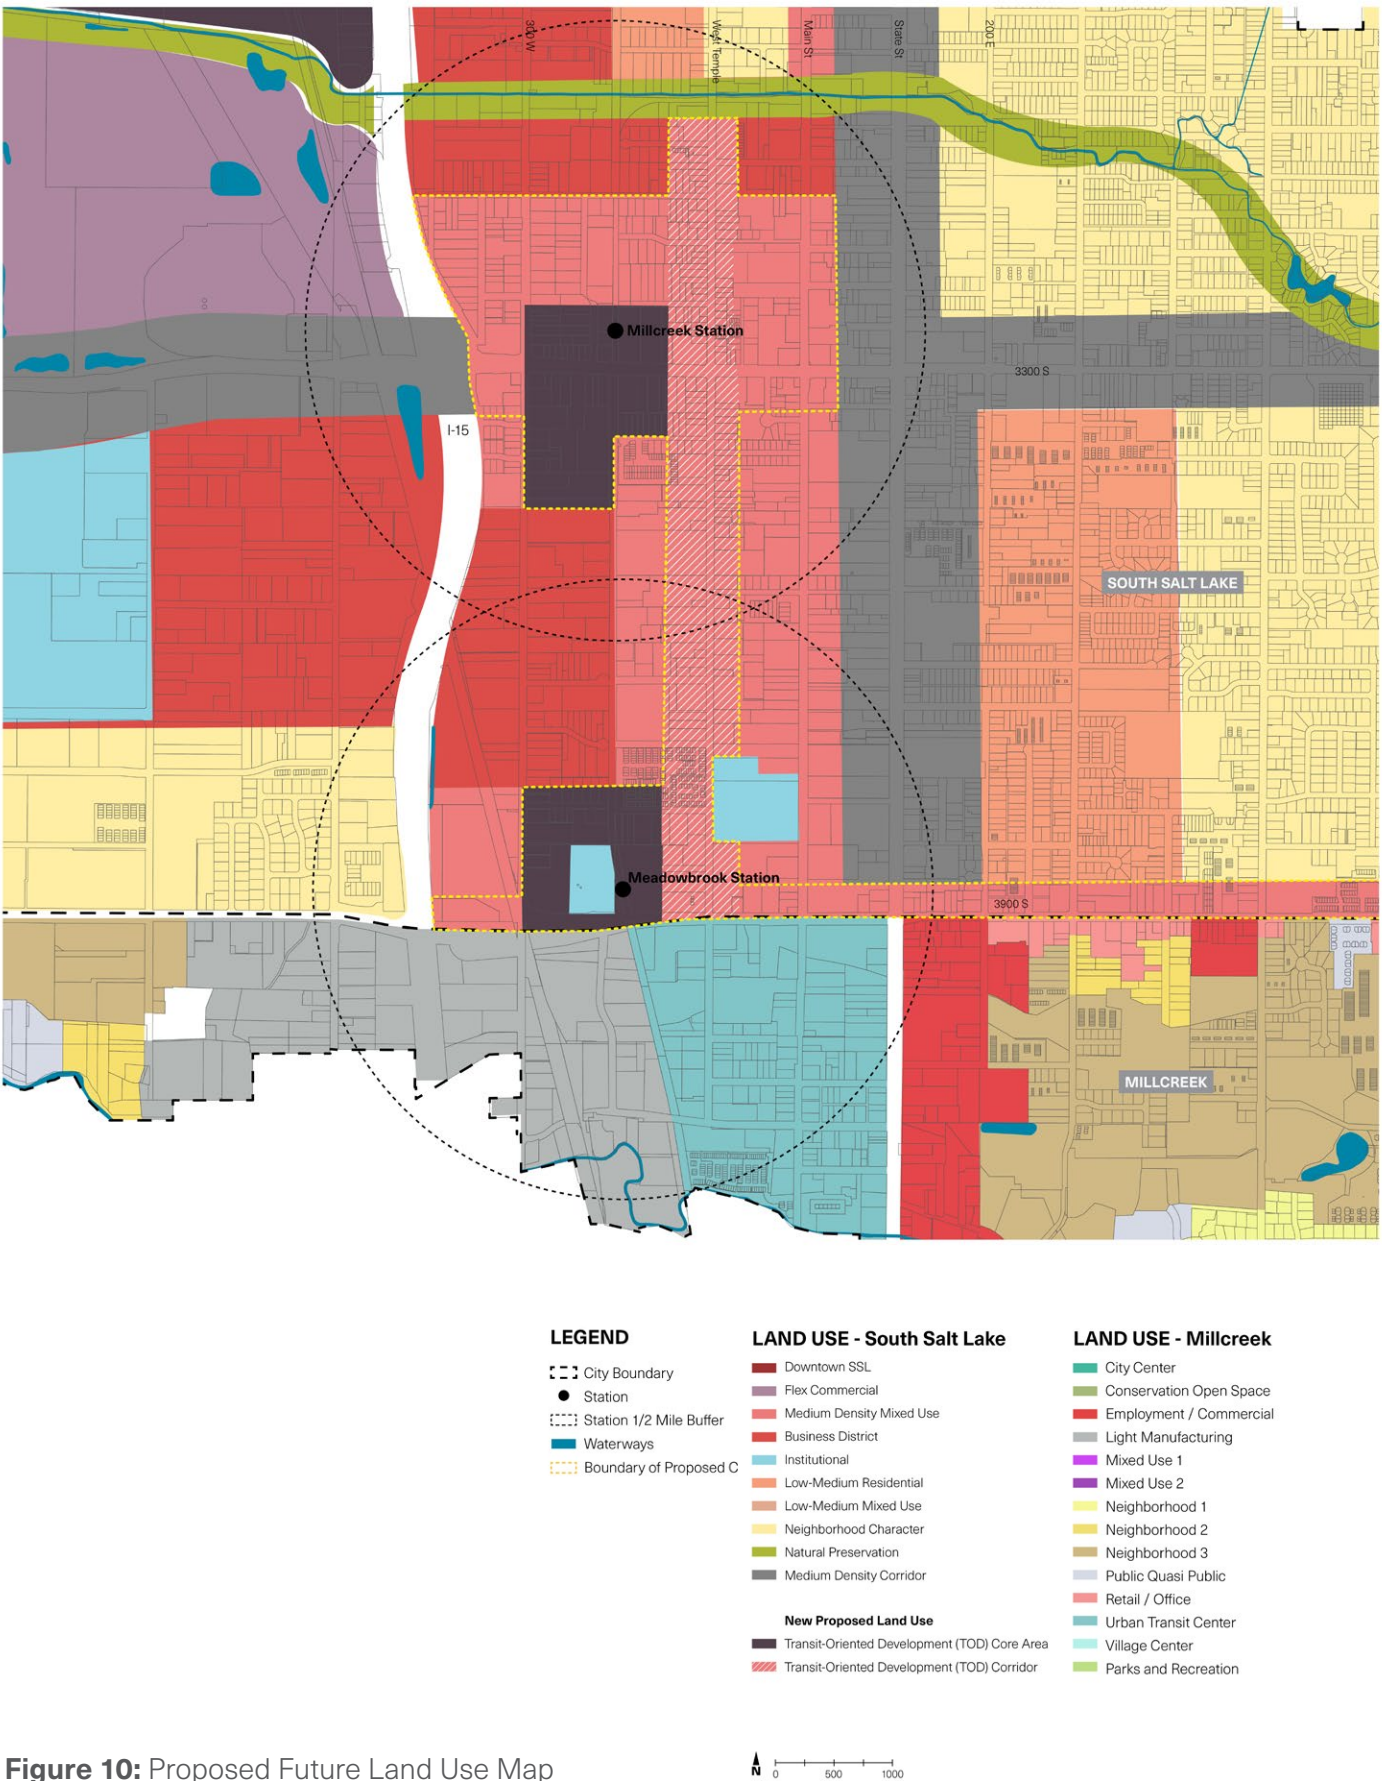 300 W
West Temple
Main St
State St
200 E
Millcreek Station
3300 S
I-15
SOUTH SALT LAKE
Meadowbrook Station
3900 S
MILLCREEK
LEGEND
City Boundary
Station
Station 1/2 Mile Buffer
Waterways
Boundary of Proposed C
LAND USE - South Salt Lake
Downtown SSL
Flex Commercial
Medium Density Mixed Use
Business District
Institutional
Low-Medium Residential
Low-Medium Mixed Use
Neighborhood Character
Natural Preservation
Medium Density Corridor
New Proposed Land Use
Transit-Oriented Development (TOD) Core Area
Transit-Oriented Development (TOD) Corridor
LAND USE - Millcreek
City Center
Conservation Open Space
Employment / Commercial
Light Manufacturing
Mixed Use 1
Mixed Use 2
Neighborhood 1
Neighborhood 2
Neighborhood 3
Public Quasi Public
Retail / Office
Urban Transit Center
Village Center
Parks and Recreation
Figure 10: Proposed Future Land Use Map
N 0 500 1000